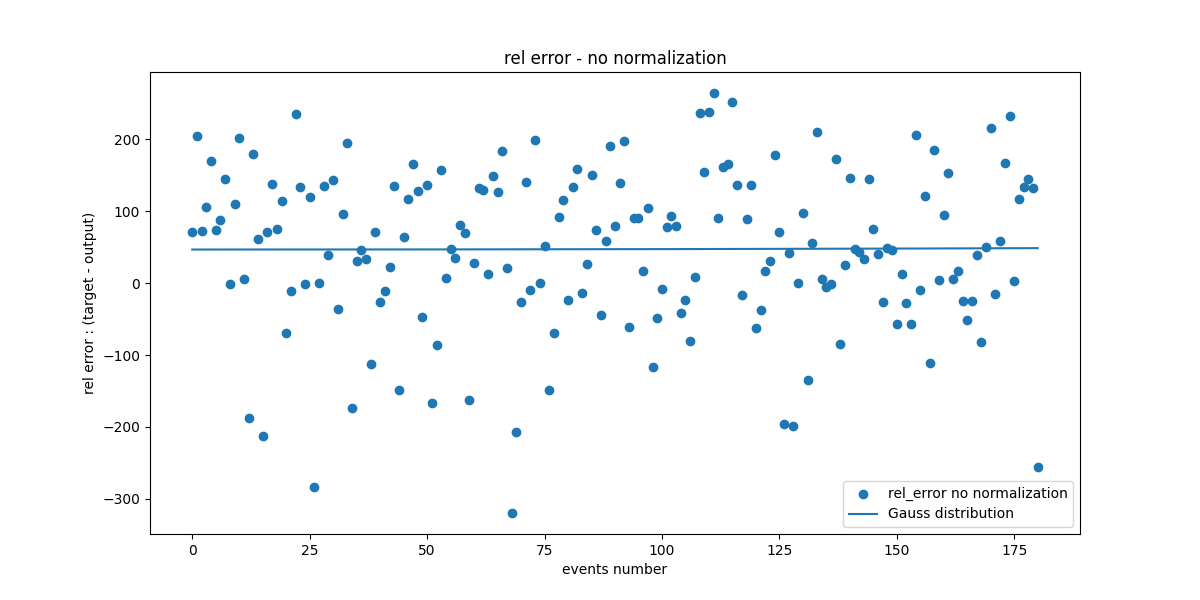 rel error - no normalization
rel error : (target - output)
200
100
0
−100
−200
−300
0
25
50
75
100
125
150
175
events number
rel_error no normalization
Gauss distribution